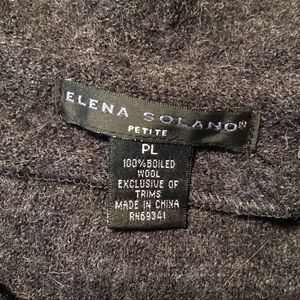 ELENA SOLANO®
PETITE
PL
100% BOILED
WOOL
EXCLUSIVE OF
TRIMS
MADE IN CHINA
RN69341